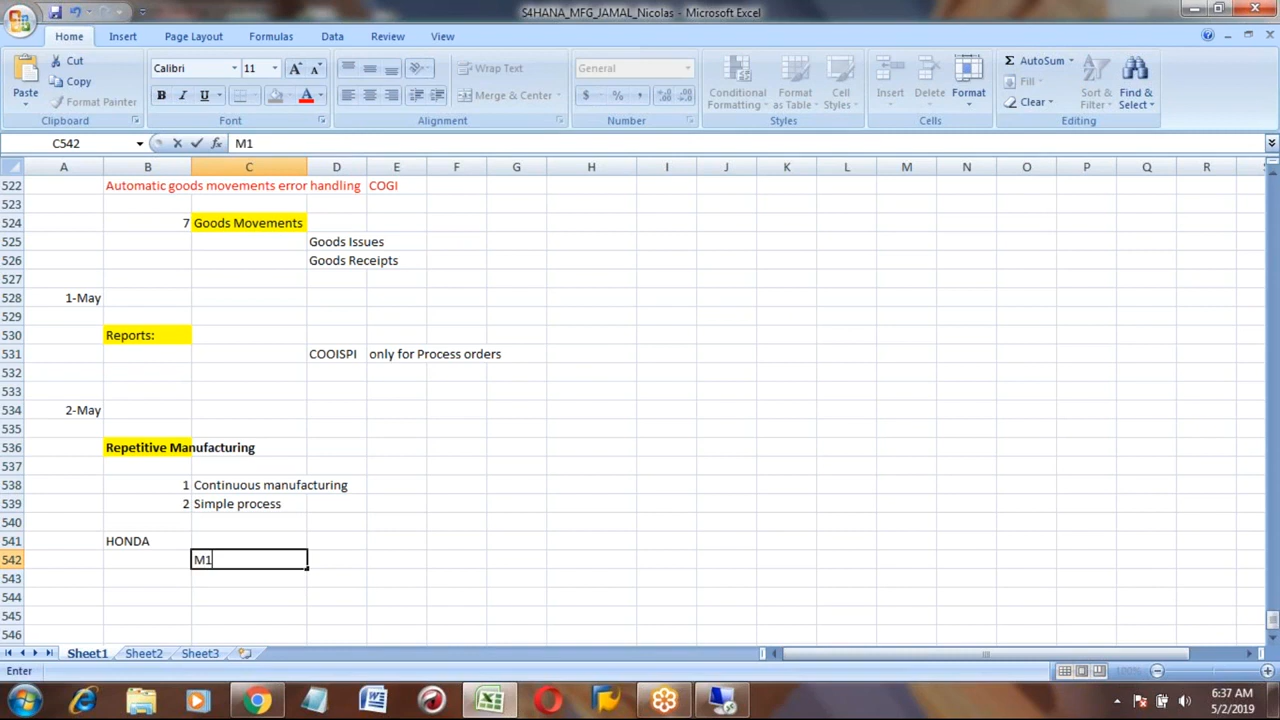 S4HANA_MFG_JAMAL_Nicolas - Microsoft Excel
Home Insert Page Layout Formulas Data Review View
Paste Cut Copy Format Painter Clipboard
Calibri 11 B I U A A A Font
Wrap Text Merge & Center Alignment
General $ % , Number
Conditional Formatting Format as Table Cell Styles Styles
Insert Delete Format Cells
Σ AutoSum Fill Clear Sort & Filter Find & Select Editing
C542 fx M1
A B C D E F G H I J K L M N O P Q R
522 Automatic goods movements error handling COGI
523
524 7 Goods Movements
525 Goods Issues
526 Goods Receipts
527
528 1-May
529
530 Reports:
531 COOISPI only for Process orders
532
533
534 2-May
535
536 Repetitive Manufacturing
537
538 1 Continuous manufacturing
539 2 Simple process
540
541 HONDA
542 M1
543
544
545
546
Sheet1 Sheet2 Sheet3
Enter 100%
6:37 AM
5/2/2019